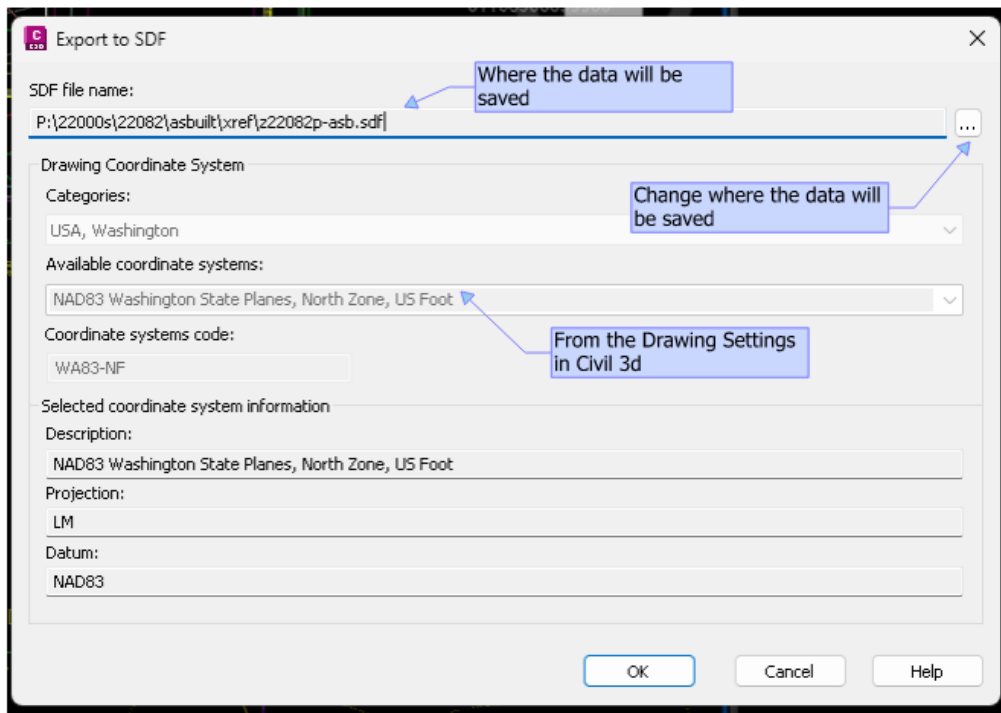 C
C3D
Export to SDF
Where the data will be
saved
SDF file name:
P:\22000s\22082\asbuilt\xref\z22082p-asb.sdf
...
Drawing Coordinate System
Change where the data will
be saved
Categories:
USA, Washington
Available coordinate systems:
NAD83 Washington State Planes, North Zone, US Foot
From the Drawing Settings
in Civil 3d
Coordinate systems code:
WA83-NF
Selected coordinate system information
Description:
NAD83 Washington State Planes, North Zone, US Foot
Projection:
LM
Datum:
NAD83
OK
Cancel
Help